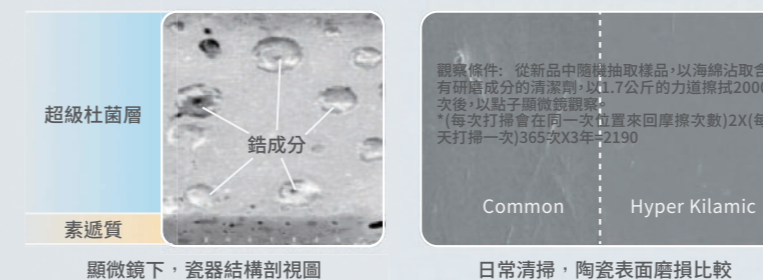 超級杜菌層
鋯成分
素遞質
顯微鏡下，瓷器結構剖視圖
觀察條件: 從新品中隨機抽取樣品,以海綿沾取含
有研磨成分的清潔劑,以1.7公斤的力道擦拭2000
次後,以點子顯微鏡觀察。
*(每次打掃會在同一次位置來回摩擦次數)2X(每
天打掃一次)365次X3年=2190
Common
Hyper Kilamic
日常清掃，陶瓷表面磨損比較